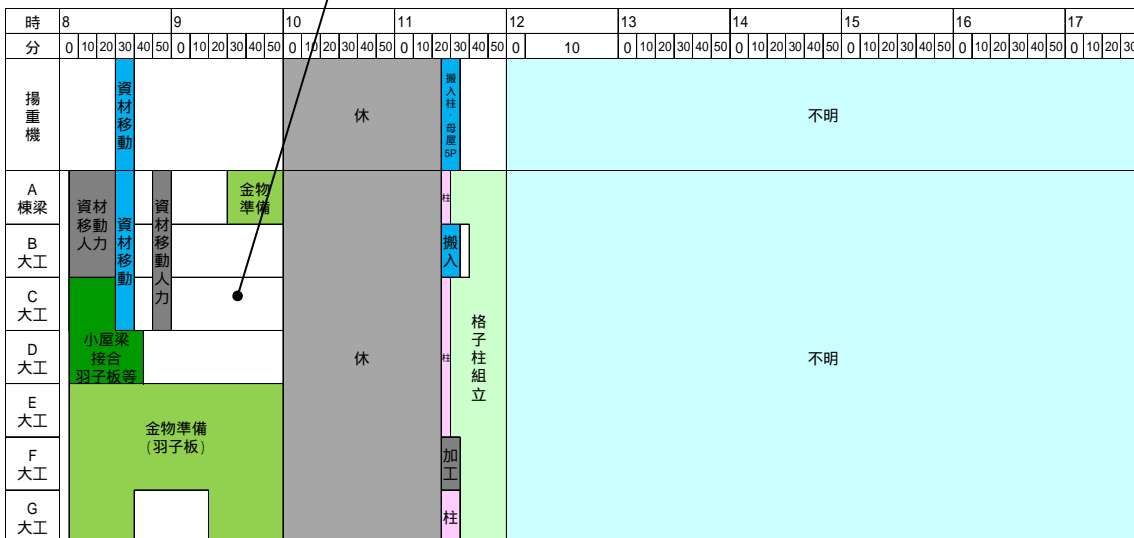 時 8 9 10 11 12 13 14 15 16 17
分 0 10 20 30 40 50 0 10 20 30 40 50 0 10 20 30 40 50 0 10 20 30 40 50 0 10 0 10 20 30 40 50 0 10 20 30 40 50 0 10 20 30 40 50 0 10 20 30 40 50 0 10 20 30
揚重機
資材移動
休
搬入柱・母屋5P
不明
A
棟梁
B
大工
C
大工
D
大工
E
大工
F
大工
G
大工
資材
移動
人力
資材移動
資材移動人力
金物
準備
小屋梁
接合
羽子板等
金物準備
(羽子板)
休
柱
搬入
柱
加工
柱
格子柱組立
不明